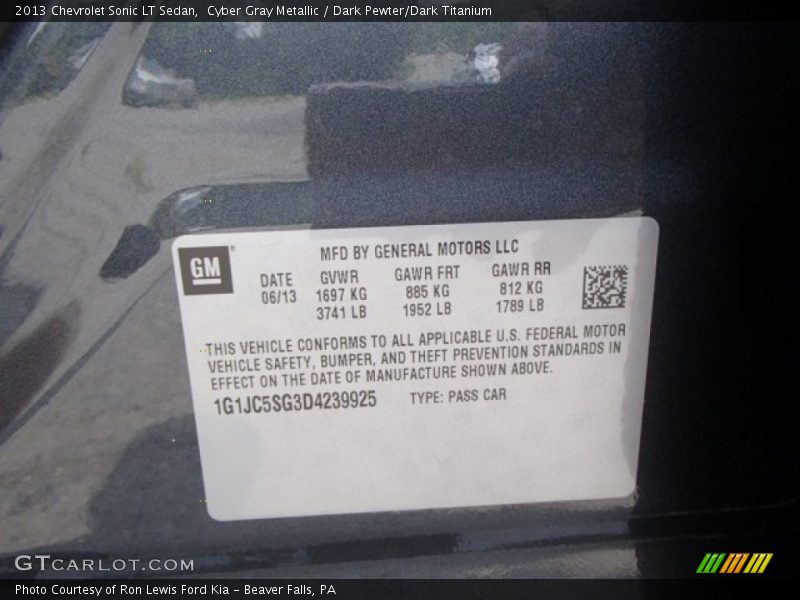 2013 Chevrolet Sonic LT Sedan, Cyber Gray Metallic / Dark Pewter/Dark Titanium
GM
MFD BY GENERAL MOTORS LLC
DATE GVWR GAWR FRT GAWR RR
06/13 1697 KG 885 KG 812 KG
3741 LB 1952 LB 1789 LB
THIS VEHICLE CONFORMS TO ALL APPLICABLE U.S. FEDERAL MOTOR
VEHICLE SAFETY, BUMPER, AND THEFT PREVENTION STANDARDS IN
EFFECT ON THE DATE OF MANUFACTURE SHOWN ABOVE.
1G1JC5SG3D4239925 TYPE: PASS CAR
GTCARLOT.COM
Photo Courtesy of Ron Lewis Ford Kia - Beaver Falls, PA